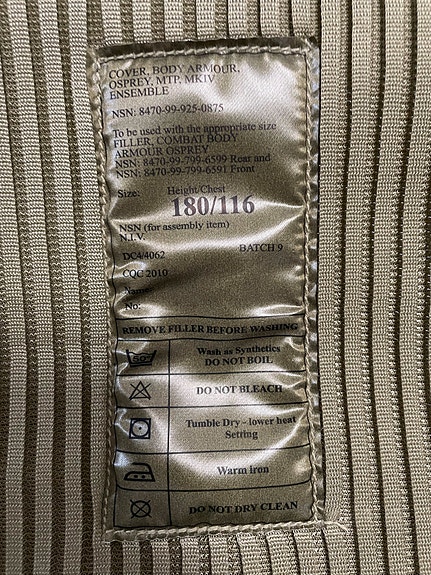 COVER, BODY ARMOUR,
OSPREY, MTP, MKIV
ENSEMBLE
NSN: 8470-99-925-0875
To be used with the appropriate size
FILLER, COMBAT BODY
ARMOUR OSPREY
NSN: 8470-99-799-6599 Rear and
NSN: 8470-99-799-6591 Front
Size: Height/Chest
180/116
NSN (for assembly item)
N.I.V.
BATCH 9
DC4/4062
CQC 2010
Name:
No:
REMOVE FILLER BEFORE WASHING
50° Wash as Synthetics
DO NOT BOIL
DO NOT BLEACH
Tumble Dry - lower heat
Setting
Warm iron
DO NOT DRY CLEAN